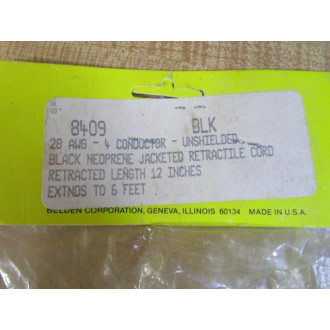 8409 BLK
28 AWG - 4 CONDUCTOR - UNSHIELDED
BLACK NEOPRENE JACKETED RETRACTILE CORD
RETRACTED LENGTH 12 INCHES
EXTNDS TO 6 FEET
BELDEN CORPORATION, GENEVA, ILLINOIS 60134 MADE IN U.S.A.